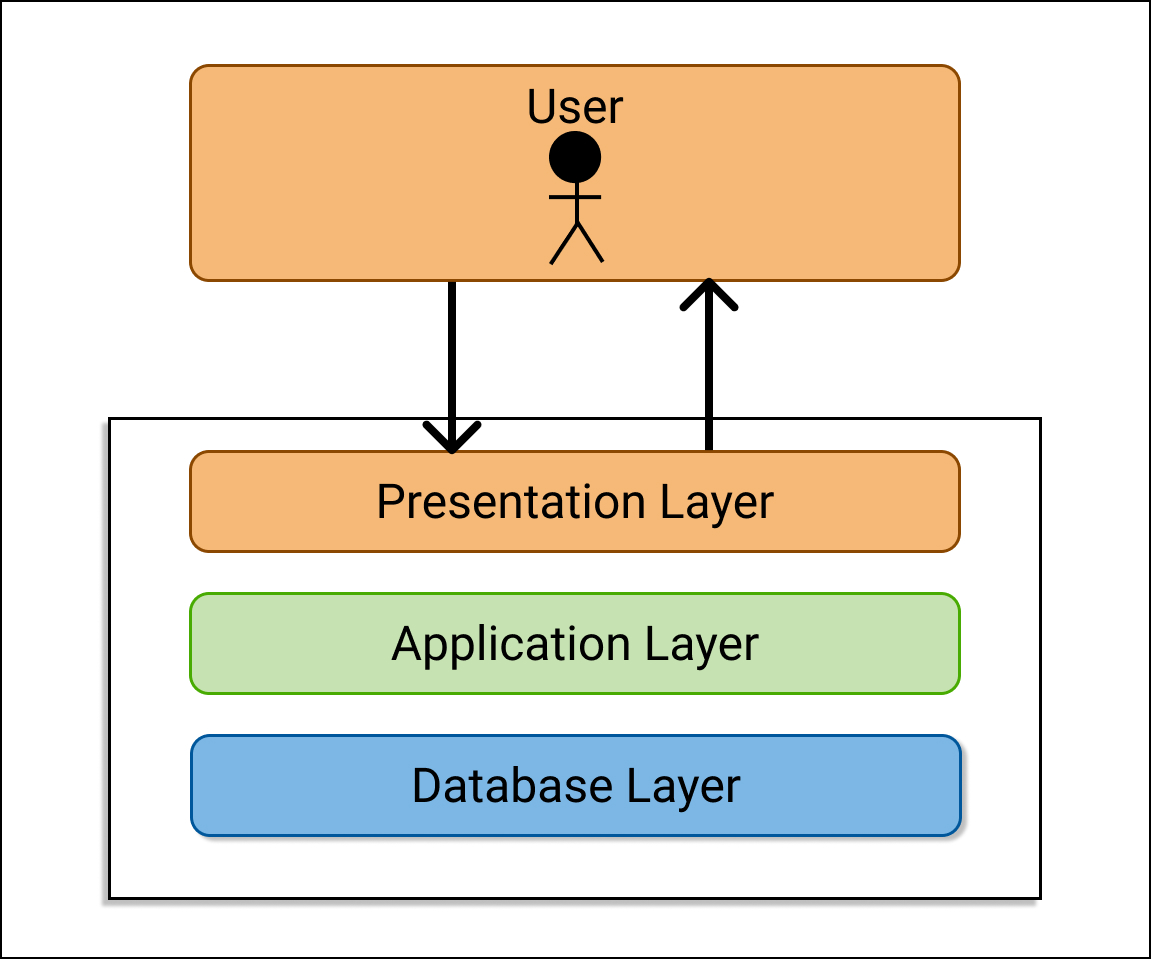 User
Presentation Layer
Application Layer
Database Layer